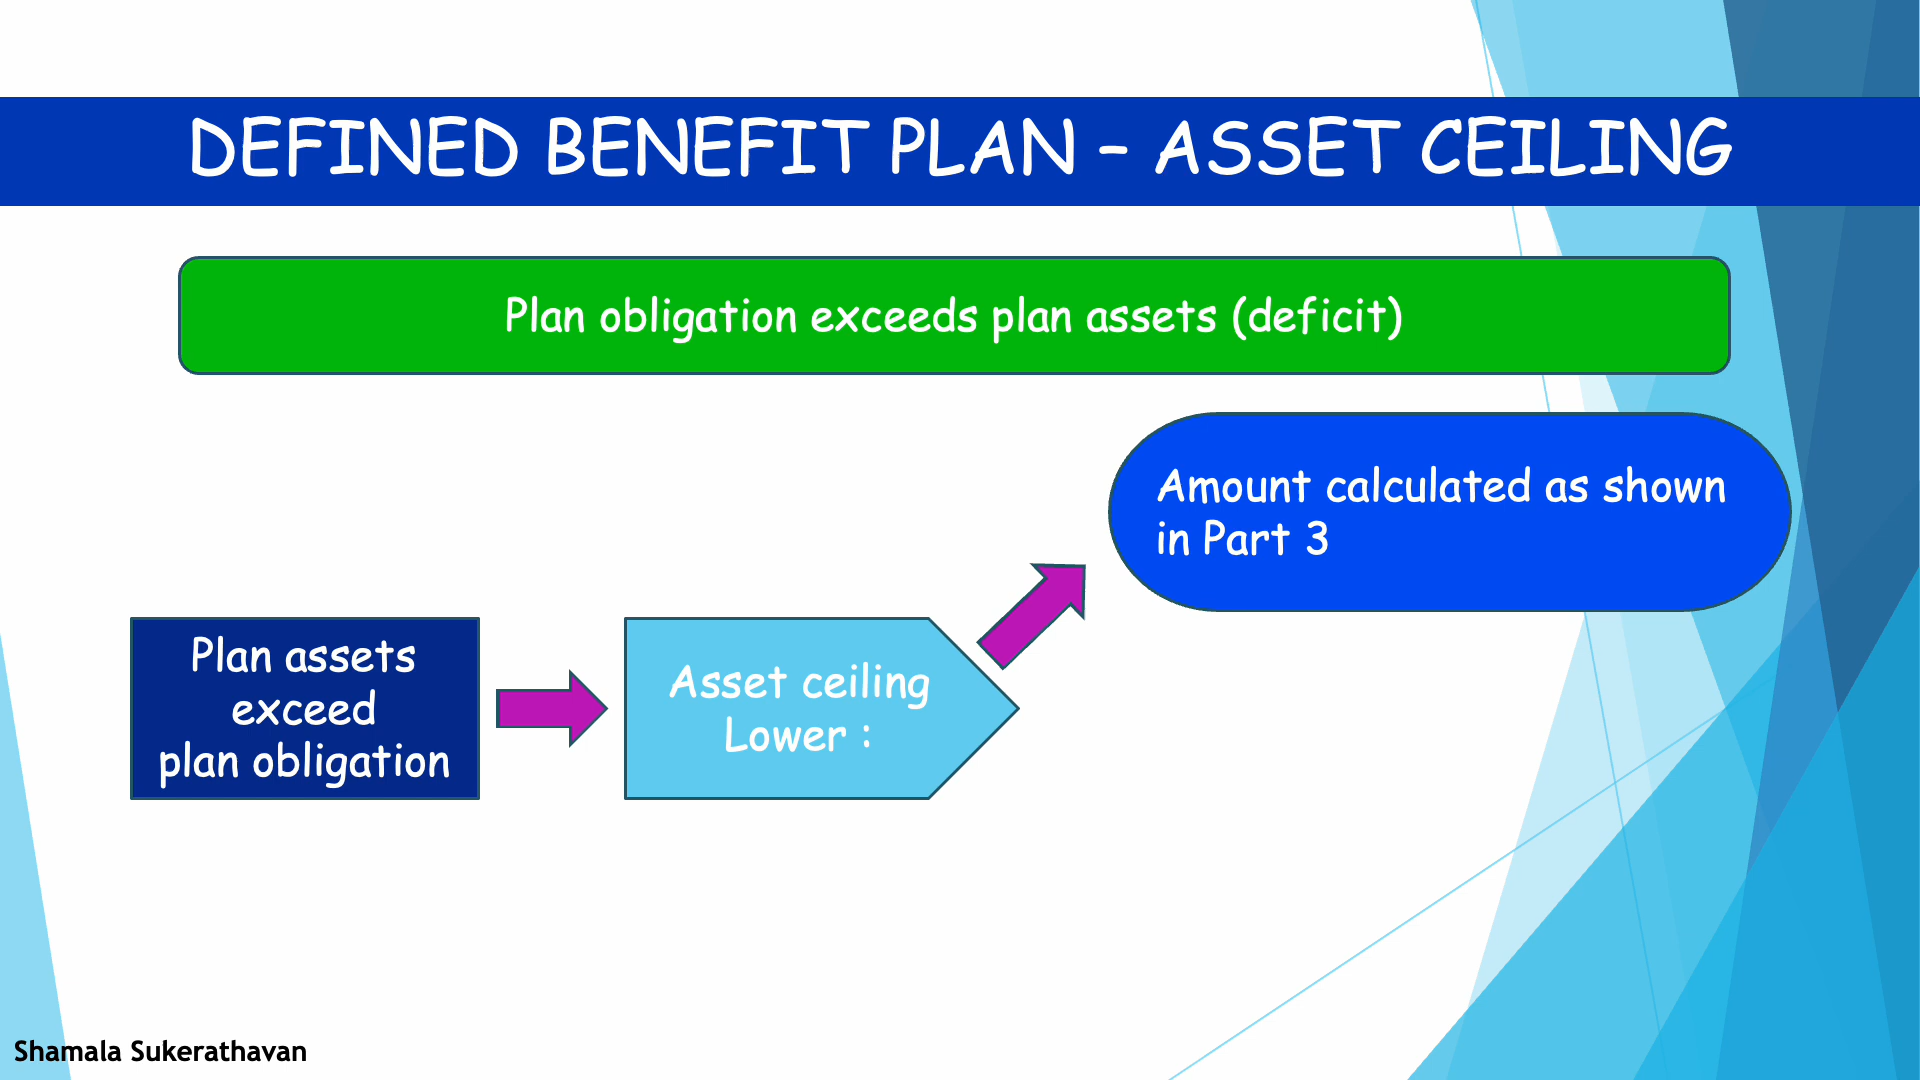 DEFINED BENEFIT PLAN – ASSET CEILING
Plan obligation exceeds plan assets (deficit)
Amount calculated as shown
in Part 3
Plan assets
exceed
plan obligation
Asset ceiling
Lower :
Shamala Sukerathavan